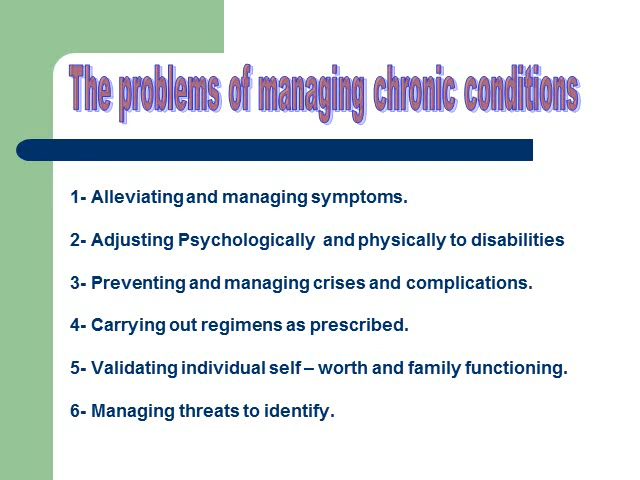 The problems of managing chronic conditions
1- Alleviating and managing symptoms.
2- Adjusting Psychologically and physically to disabilities
3- Preventing and managing crises and complications.
4- Carrying out regimens as prescribed.
5- Validating individual self – worth and family functioning.
6- Managing threats to identify.